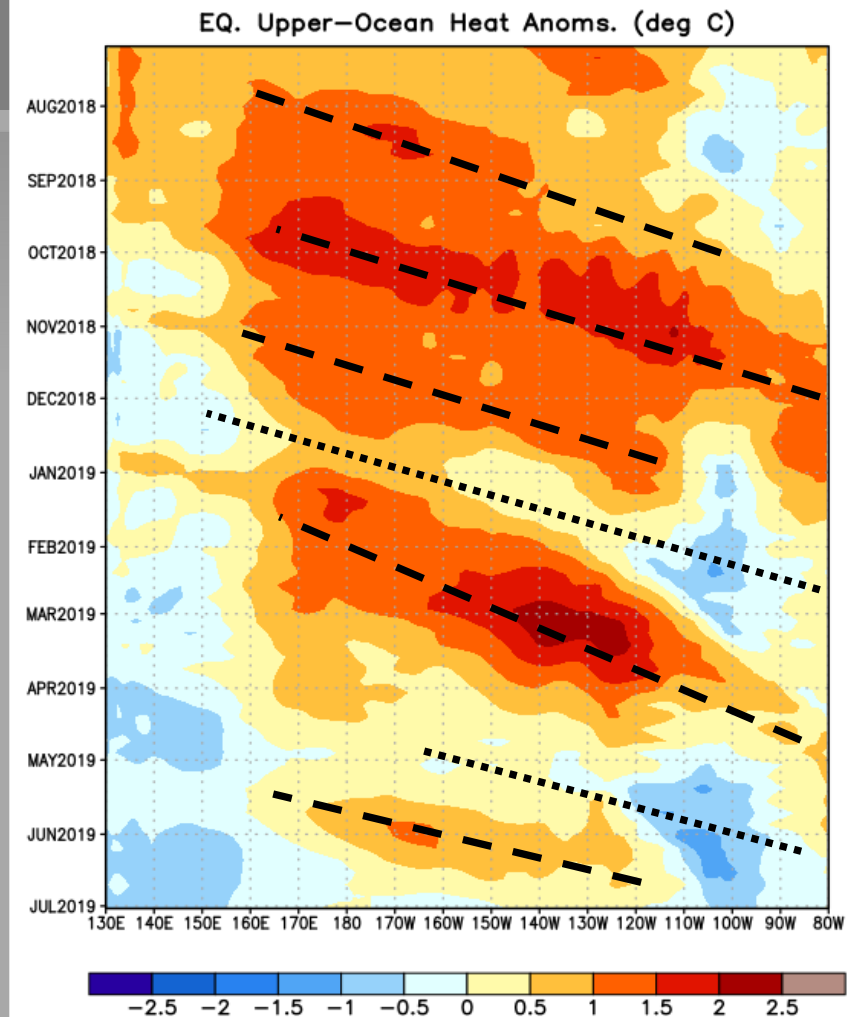 EQ. Upper-Ocean Heat Anoms. (deg C)
AUG2018
SEP2018
OCT2018
NOV2018
DEC2018
JAN2019
FEB2019
MAR2019
APR2019
MAY2019
JUN2019
JUL2019
130E 140E 150E 160E 170E 180 170W 160W 150W 140W 130W 120W 110W 100W 90W 80W
-2.5 -2 -1.5 -1 -0.5 0 0.5 1 1.5 2 2.5